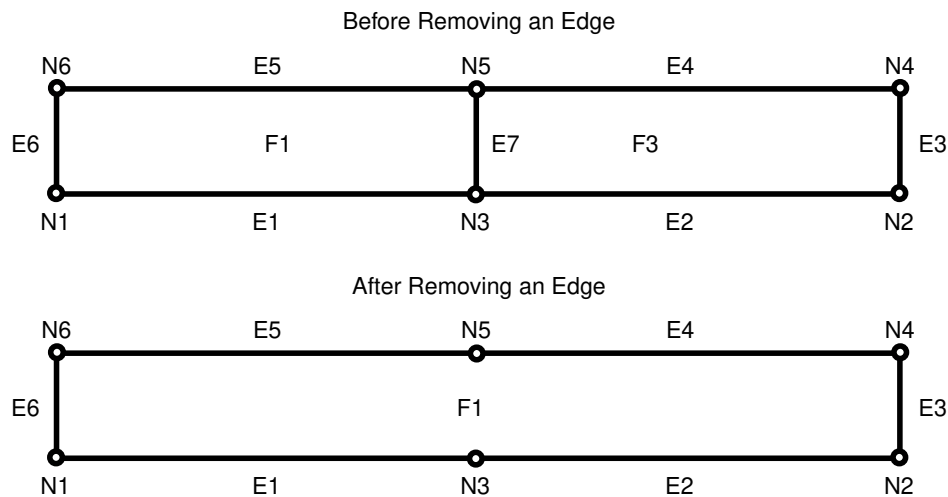 Before Removing an Edge
N6 E5 N5 E4 N4
E6 F1 E7 F3 E3
N1 E1 N3 E2 N2
After Removing an Edge
N6 E5 N5 E4 N4
E6 F1 E3
N1 E1 N3 E2 N2